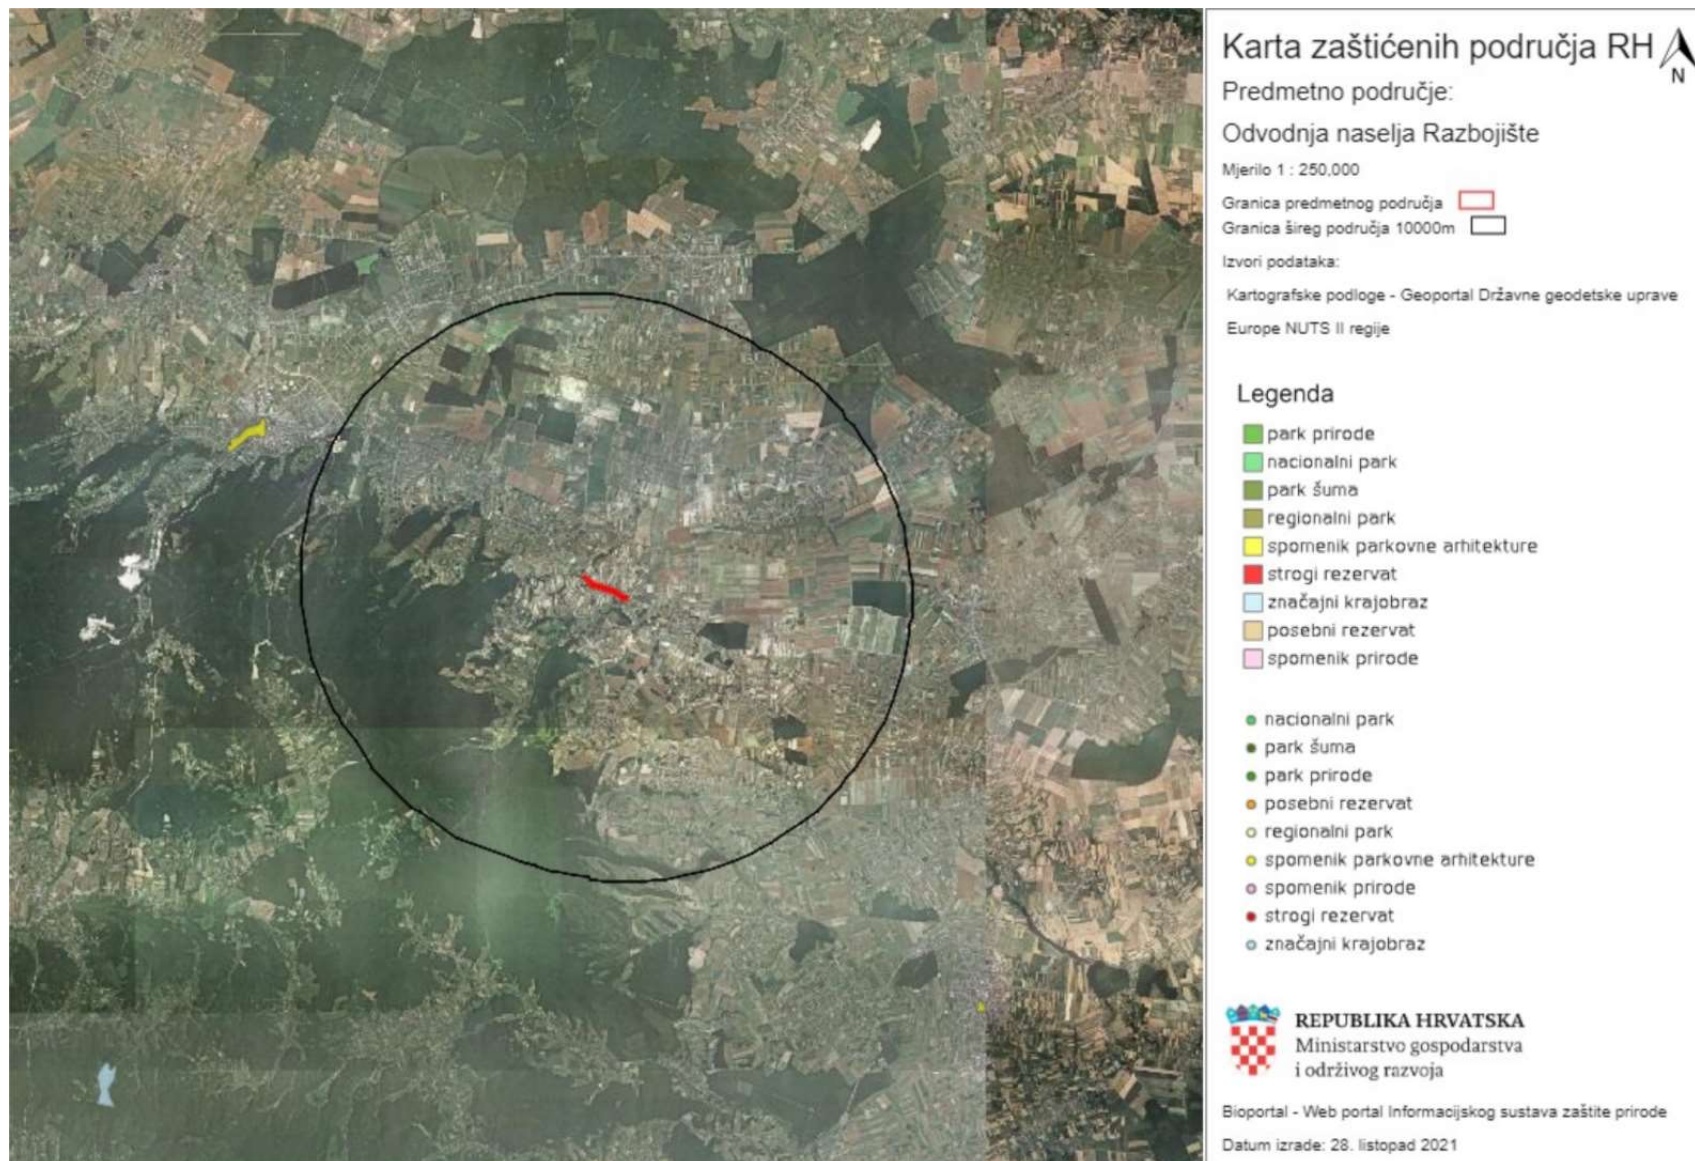 Karta zaštićenih područja RH
N
Predmetno područje:
Odvodnja naselja Razbojište
Mjerilo 1 : 250,000
Granica predmetnog područja
Granica šireg područja 10000m
Izvori podataka:
Kartografske podloge - Geoportal Državne geodetske uprave
Europe NUTS II regije
Legenda
park prirode
nacionalni park
park šuma
regionalni park
spomenik parkovne arhitekture
strogi rezervat
značajni krajobraz
posebni rezervat
spomenik prirode
nacionalni park
park šuma
park prirode
posebni rezervat
regionalni park
spomenik parkovne arhitekture
spomenik prirode
strogi rezervat
značajni krajobraz
REPUBLIKA HRVATSKA
Ministarstvo gospodarstva
i održivog razvoja
Bioportal - Web portal Informacijskog sustava zaštite prirode
Datum izrade: 28. listopad 2021